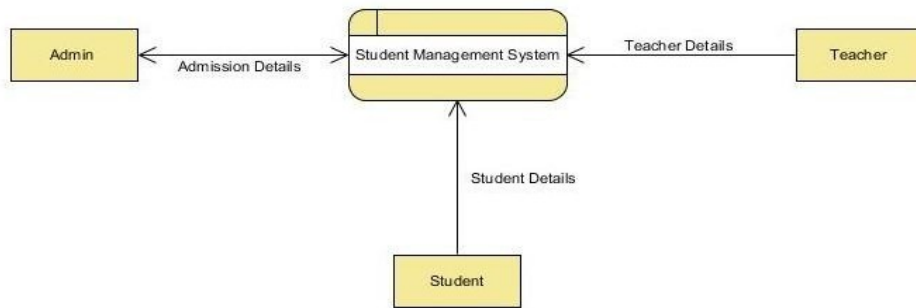 Admin
Admission Details
Student Management System
Teacher Details
Teacher
Student Details
Student